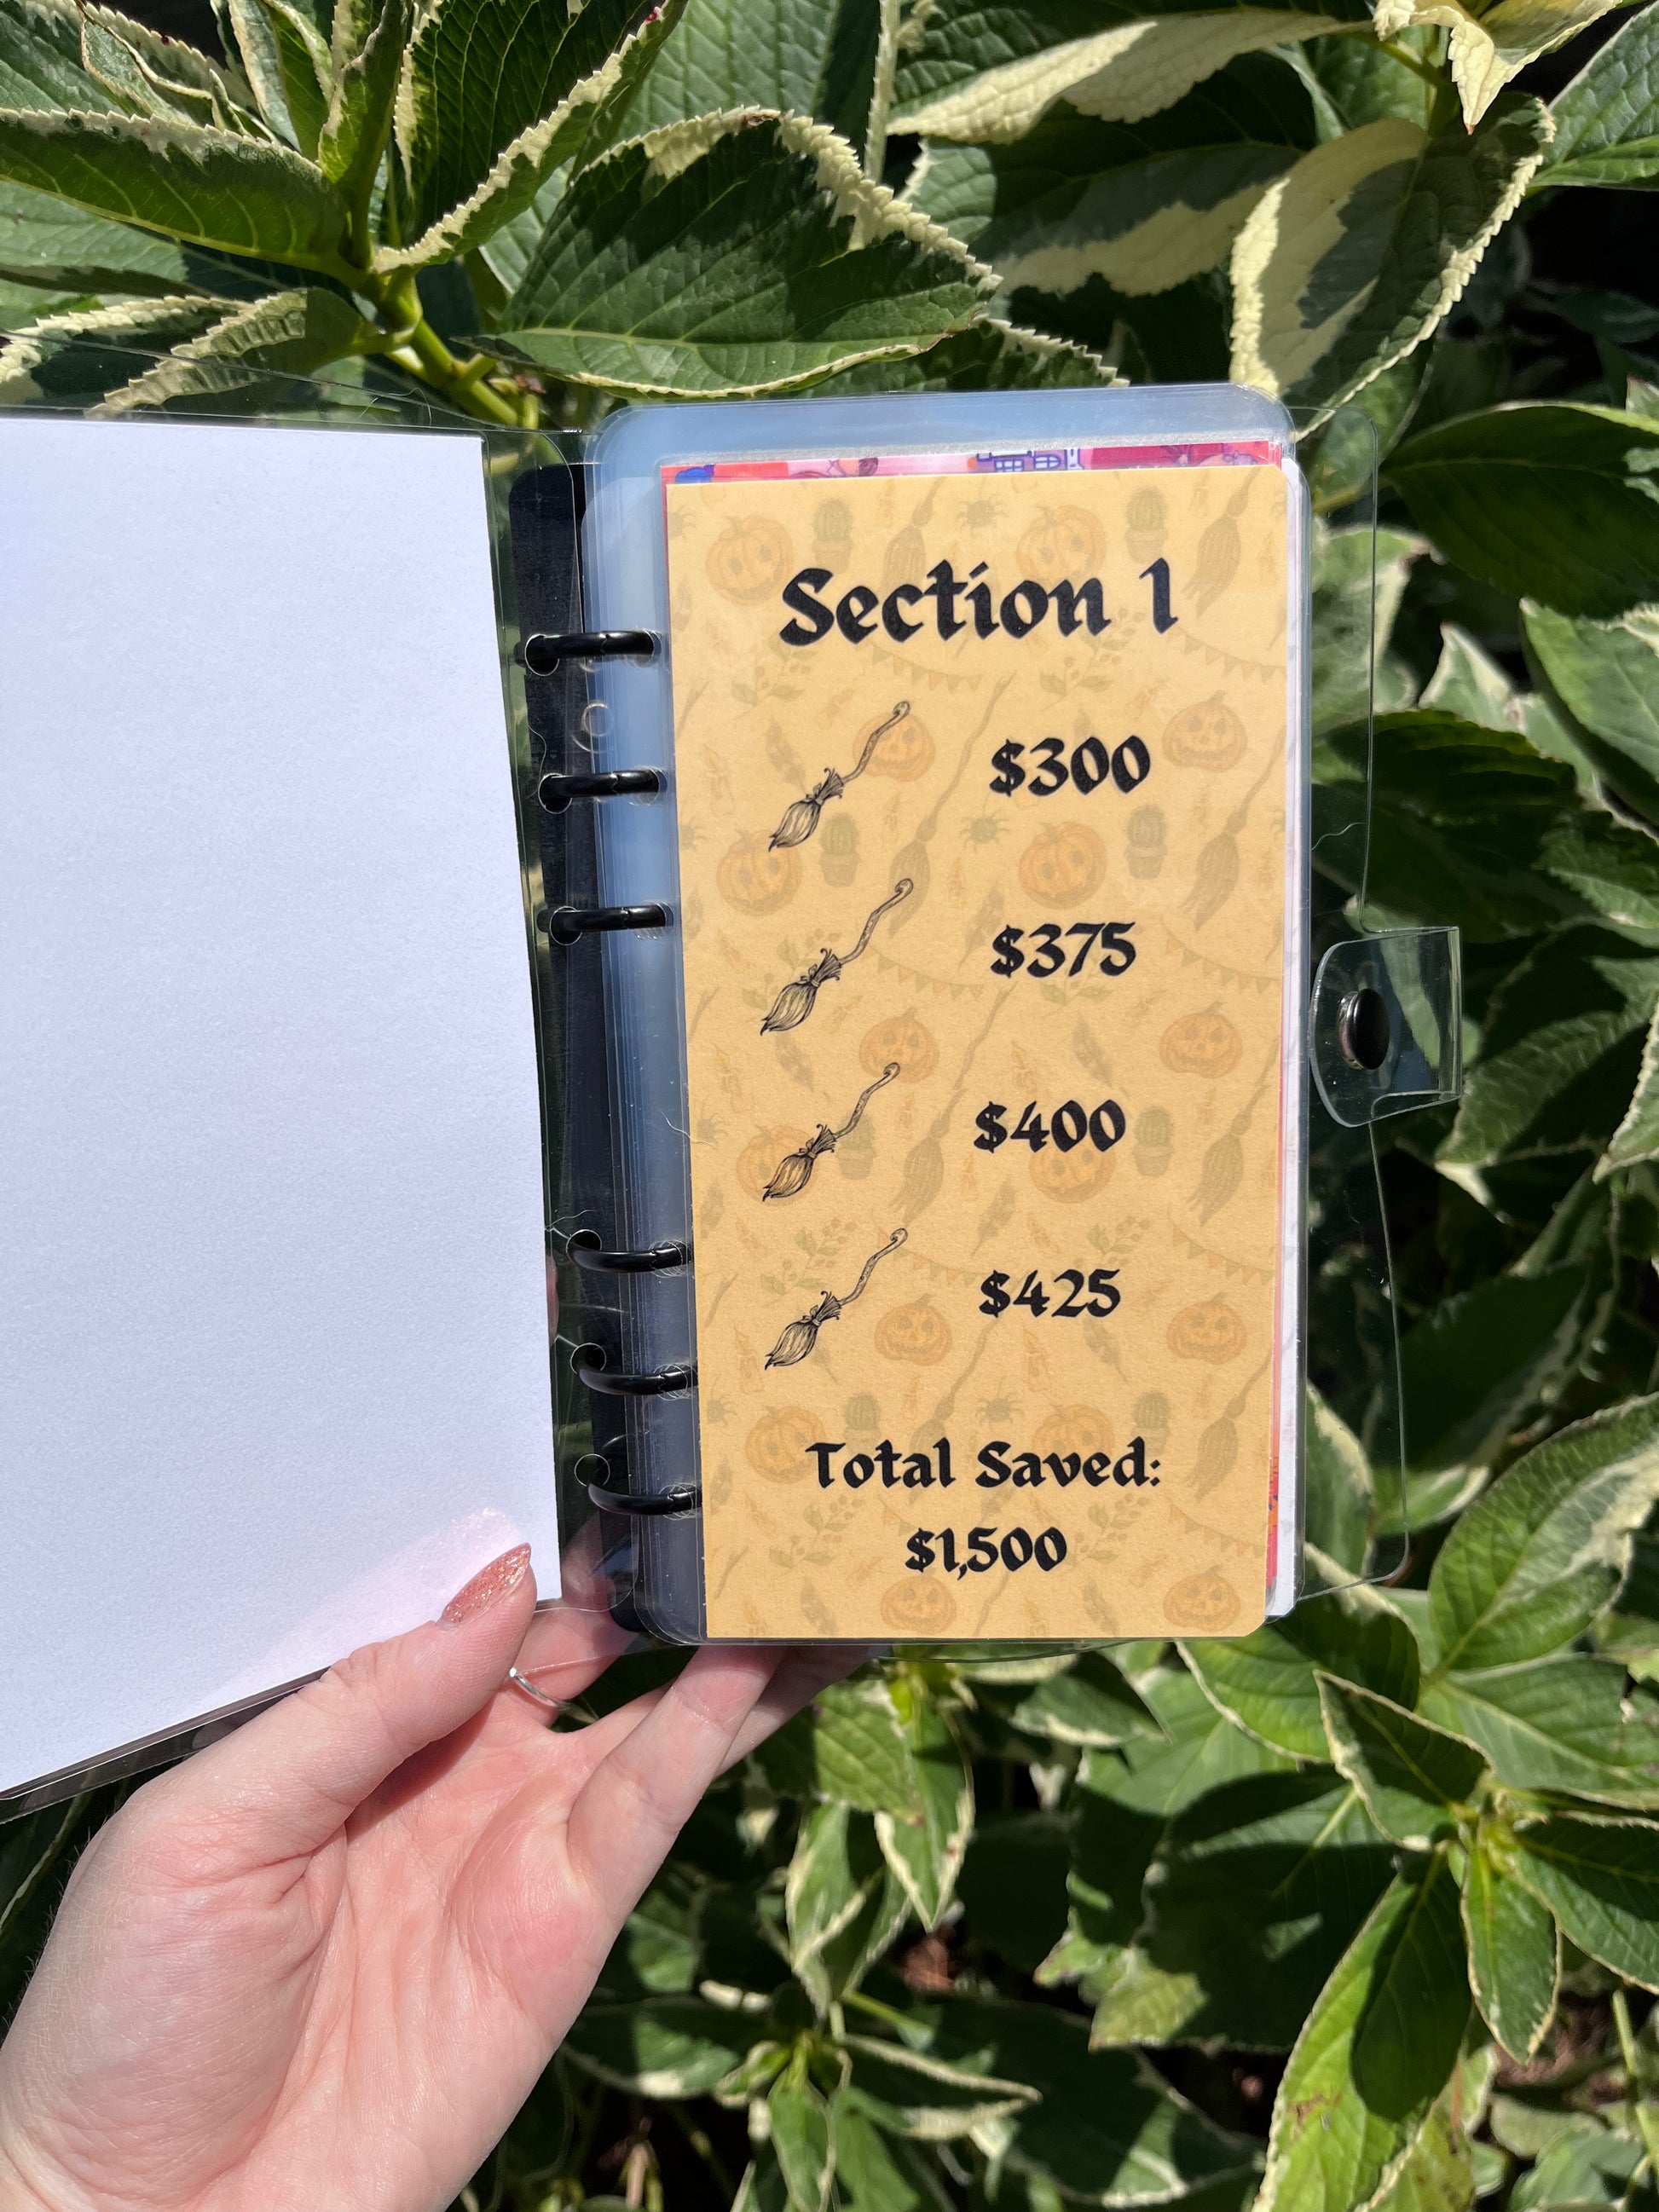 Section 1
$300
$375
$400
$425
Total Saved:
$1,500